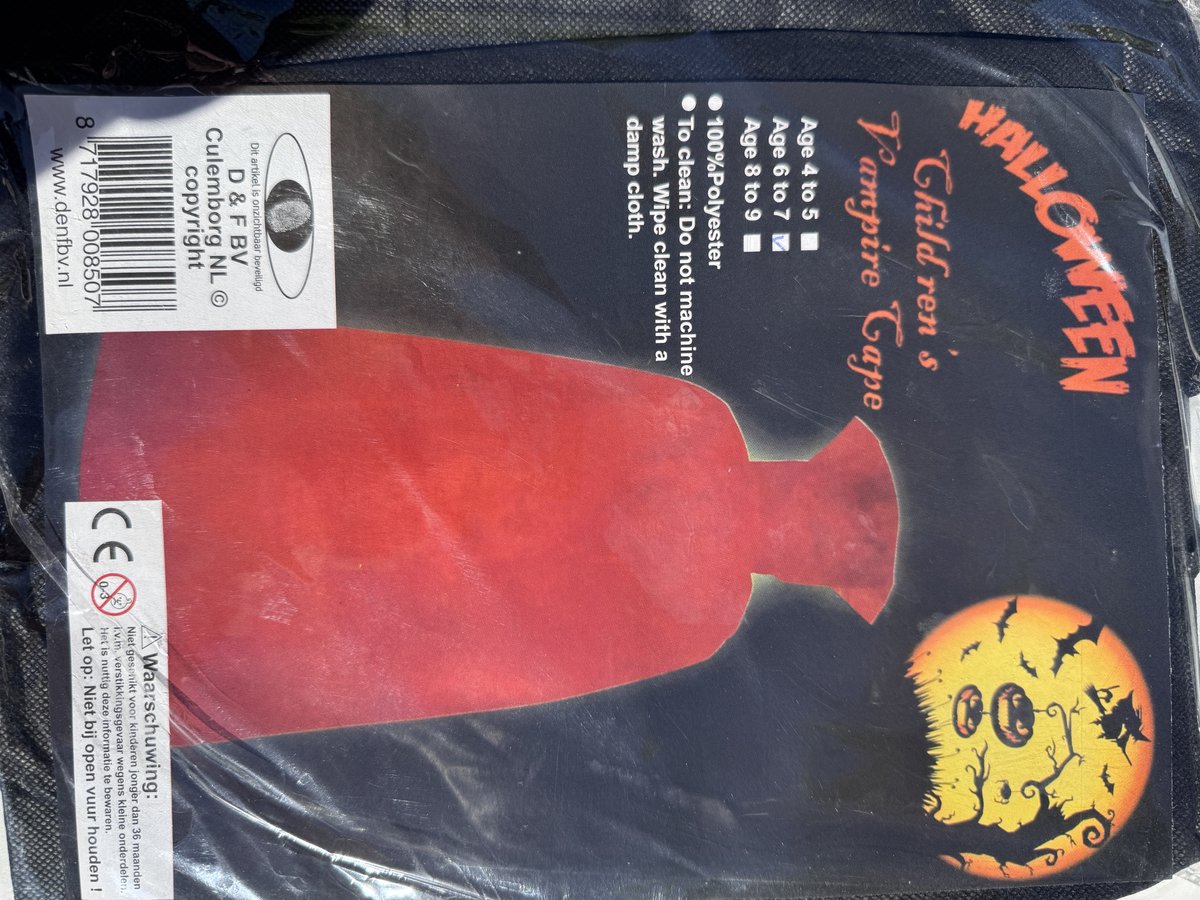 HALLOWEEN
Children's
Vampire Cape
Age 4 to 5
Age 6 to 7
Age 8 to 9
100%Polyester
To clean: Do not machine
wash. Wipe clean with a
damp cloth.
Dit artikel is onzichtbaar beveiligd
D & F BV
Culemborg NL ©
copyright
8 717928 008507
www.denfbv.nl
CE
0-3
Waarschuwing:
Niet geschikt voor kinderen jonger dan 36 maanden
i.v.m. verstikkingsgevaar wegens kleine onderdelen.
Het is nuttig deze informatie te bewaren.
Let op: Niet bij open vuur houden !